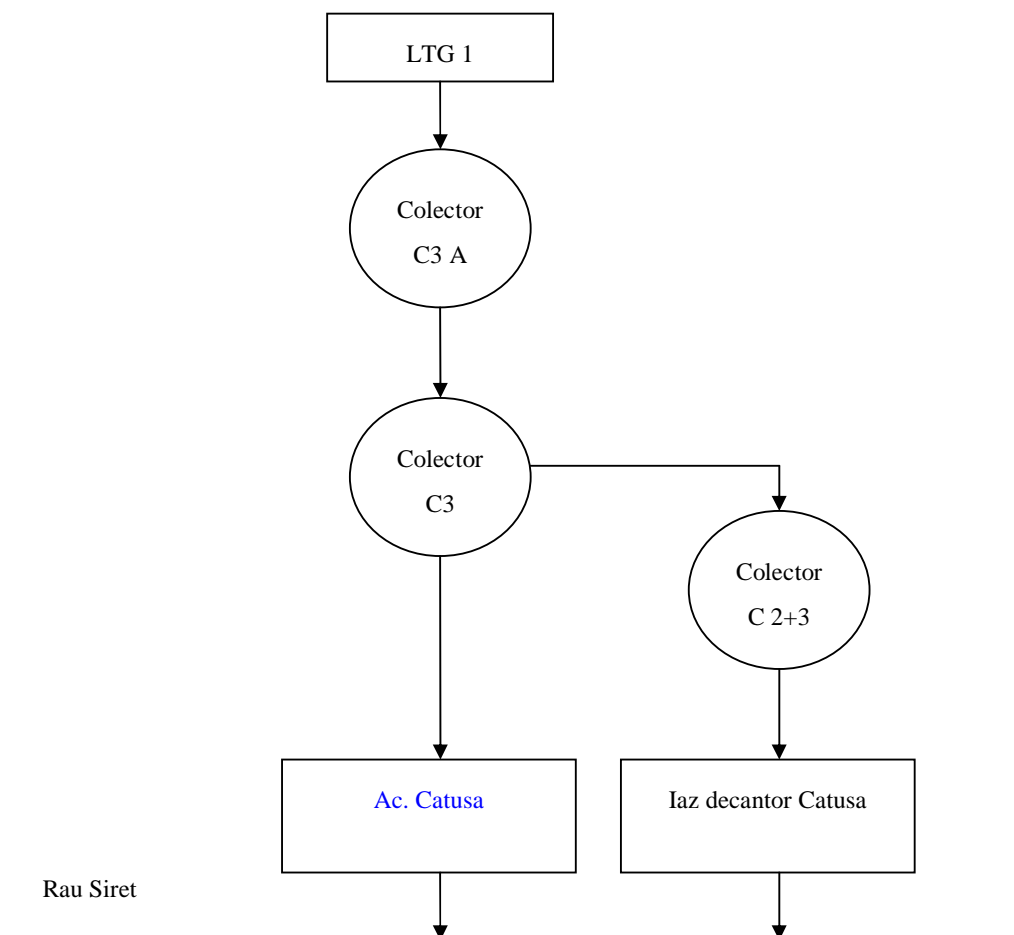 LTG 1
Colector
C3 A
Colector
C3
Colector
C 2+3
Ac. Catusa
Iaz decantor Catusa
Rau Siret